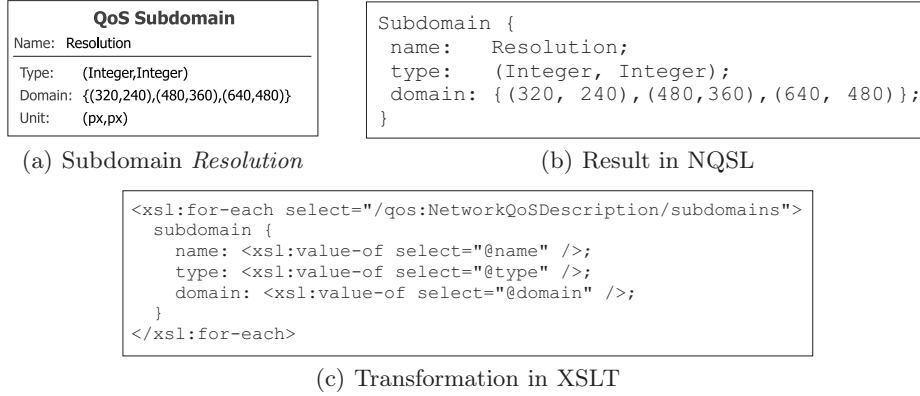 QoS Subdomain
Name: Resolution
Type: (Integer,Integer)
Domain: {(320,240),(480,360),(640,480)}
Unit: (px,px)
(a) Subdomain Resolution
Subdomain {
name: Resolution;
type: (Integer, Integer);
domain: {(320, 240),(480,360),(640, 480)};
}
(b) Result in NQSL
<xsl:for-each select="/qos:NetworkQoSDescription/subdomains">
subdomain {
name: <xsl:value-of select="@name" />;
type: <xsl:value-of select="@type" />;
domain: <xsl:value-of select="@domain" />;
}
</xsl:for-each>
(c) Transformation in XSLT